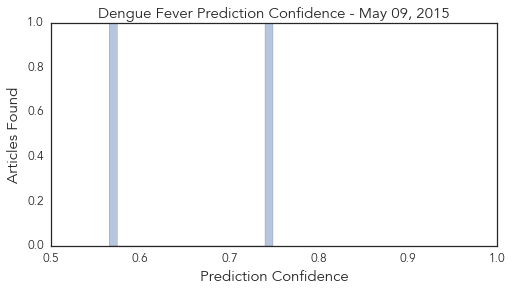 Dengue Fever Prediction Confidence - May 09, 2015
1.0
0.8
0.6
0.4
0.2
0.0
Articles Found
0.5 0.6 0.7 0.8 0.9 1.0
Prediction Confidence